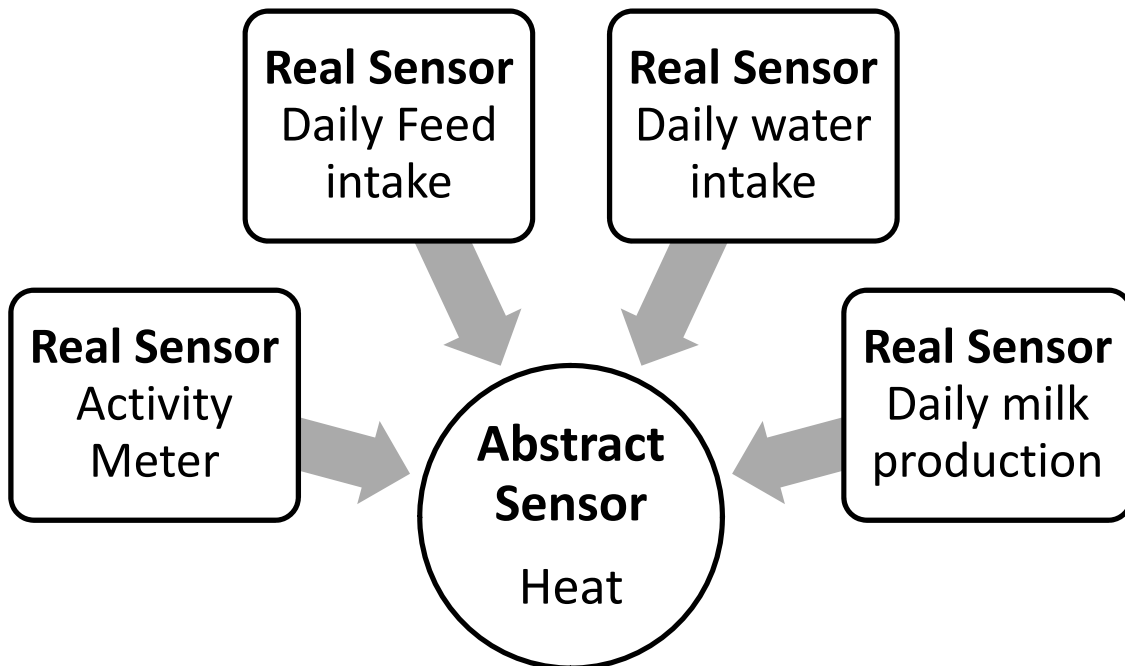 Real Sensor
Daily Feed
intake
Real Sensor
Daily water
intake
Real Sensor
Activity
Meter
Abstract
Sensor
Heat
Real Sensor
Daily milk
production